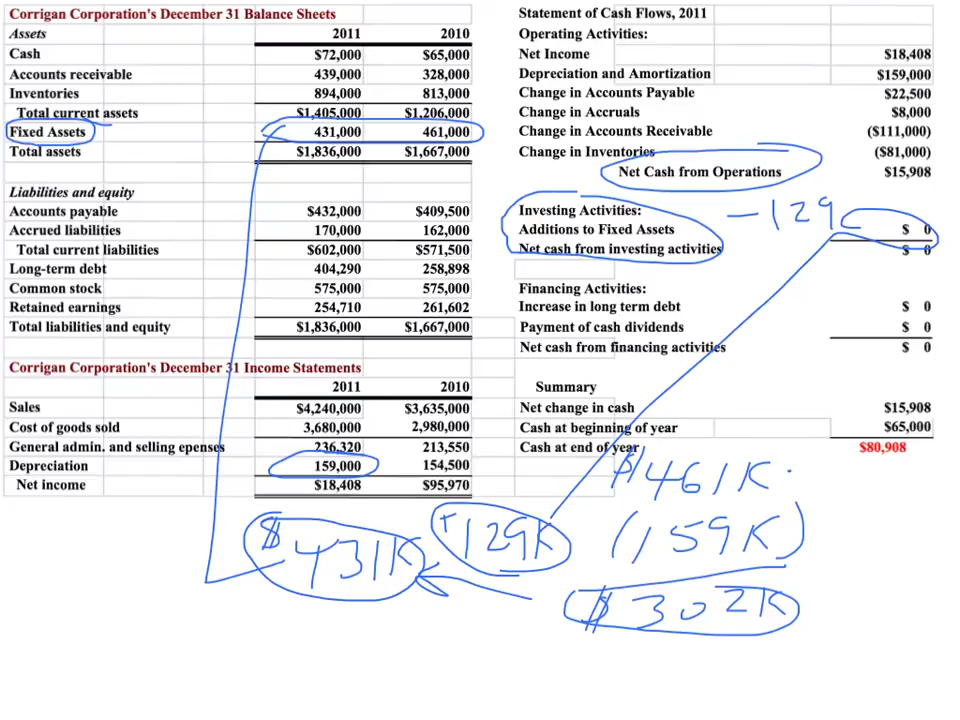 Corrigan Corporation's December 31 Balance Sheets
Assets 2011 2010
Cash $72,000 $65,000
Accounts receivable 439,000 328,000
Inventories 894,000 813,000
Total current assets $1,405,000 $1,206,000
Fixed Assets 431,000 461,000
Total assets $1,836,000 $1,667,000
Liabilities and equity
Accounts payable $432,000 $409,500
Accrued liabilities 170,000 162,000
Total current liabilities $602,000 $571,500
Long-term debt 404,290 258,898
Common stock 575,000 575,000
Retained earnings 254,710 261,602
Total liabilities and equity $1,836,000 $1,667,000
Corrigan Corporation's December 31 Income Statements
2011 2010
Sales $4,240,000 $3,635,000
Cost of goods sold 3,680,000 2,980,000
General admin. and selling epenses 236,320 213,550
Depreciation 159,000 154,500
Net income $18,408 $95,970
Statement of Cash Flows, 2011
Operating Activities:
Net Income $18,408
Depreciation and Amortization $159,000
Change in Accounts Payable $22,500
Change in Accruals $8,000
Change in Accounts Receivable ($111,000)
Change in Inventories ($81,000)
Net Cash from Operations $15,908
Investing Activities: -129
Additions to Fixed Assets $ 0
Net cash from investing activities $ 0
Financing Activities:
Increase in long term debt $ 0
Payment of cash dividends $ 0
Net cash from financing activities $ 0
Summary
Net change in cash $15,908
Cash at beginning of year $65,000
Cash at end of year $80,908
$461K
$431K +129K (159K)
$302K